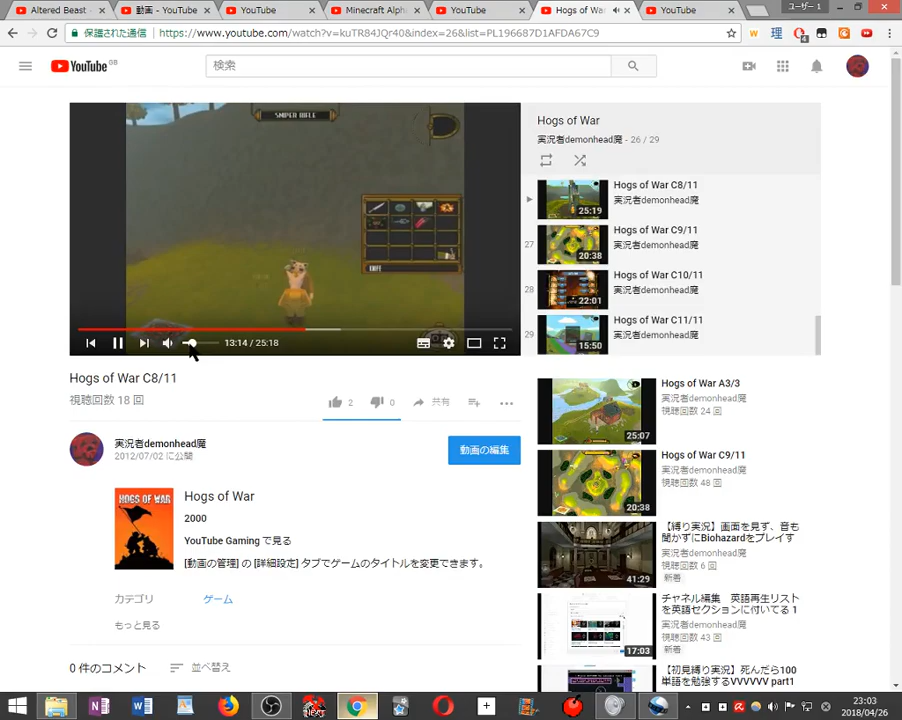 Altered Beast -
動画 - YouTube
YouTube
Minecraft Alph
YouTube
Hogs of Wa
YouTube
ユーザー 1
保護された通信
https://www.youtube.com/watch?v=kuTR84JQr40&index=26&list=PL196687D1AFDA67C9
YouTube GB
検索
SNIPER RIFLE
KNIFE
13:14 / 25:18
Hogs of War
実況者demonhead魔 - 26 / 29
Hogs of War C8/11
実況者demonhead魔
25:19
27
Hogs of War C9/11
実況者demonhead魔
20:38
28
Hogs of War C10/11
実況者demonhead魔
22:01
29
Hogs of War C11/11
実況者demonhead魔
15:50
Hogs of War C8/11
視聴回数 18 回
2
0
共有
実況者demonhead魔
2012/07/02 に公開
動画の編集
HOGS OF WAR
Hogs of War
2000
YouTube Gaming で見る
[動画の管理] の [詳細設定] タブでゲームのタイトルを変更できます。
カテゴリ
ゲーム
もっと見る
0 件のコメント
並べ替え
Hogs of War A3/3
実況者demonhead魔
視聴回数 24 回
25:07
Hogs of War C9/11
実況者demonhead魔
視聴回数 48 回
20:38
【縛り実況】画面を見ず、音も
聞かずにBiohazardをプレイす
実況者demonhead魔
視聴回数 6 回
新着
41:29
チャネル編集 英語再生リスト
を英語セクションに付いてる 1
実況者demonhead魔
視聴回数 43 回
新着
17:03
【初見縛り実況】死んだら100
単語を勉強するVVVVVV part1
23:03
2018/04/26